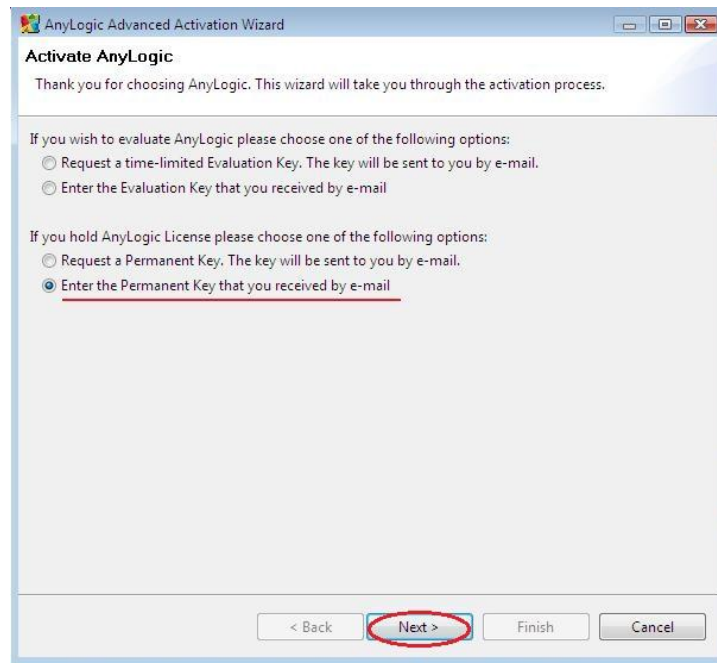 AnyLogic Advanced Activation Wizard
Activate AnyLogic
Thank you for choosing AnyLogic. This wizard will take you through the activation process.
If you wish to evaluate AnyLogic please choose one of the following options:
Request a time-limited Evaluation Key. The key will be sent to you by e-mail.
Enter the Evaluation Key that you received by e-mail
If you hold AnyLogic License please choose one of the following options:
Request a Permanent Key. The key will be sent to you by e-mail.
Enter the Permanent Key that you received by e-mail
< Back Next > Finish Cancel